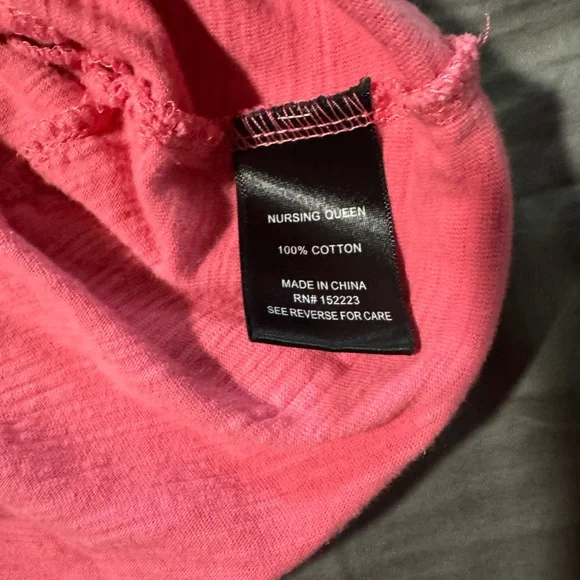 NURSING QUEEN
100% COTTON
MADE IN CHINA
RN# 152223
SEE REVERSE FOR CARE